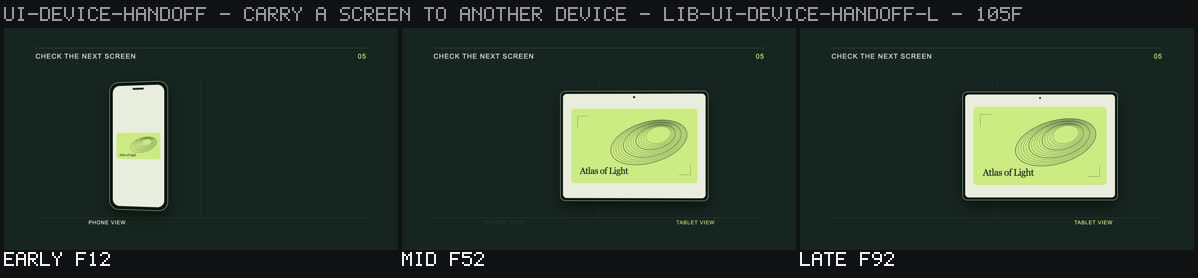 UI-DEVICE-HANDOFF - CARRY A SCREEN TO ANOTHER DEVICE - LIB-UI-DEVICE-HANDOFF-L - 105F
CHECK THE NEXT SCREEN 05
Atlas of Light
PHONE VIEW
EARLY F12
CHECK THE NEXT SCREEN 05
Atlas of Light
TABLET VIEW
MID F52
CHECK THE NEXT SCREEN 05
Atlas of Light
TABLET VIEW
LATE F92